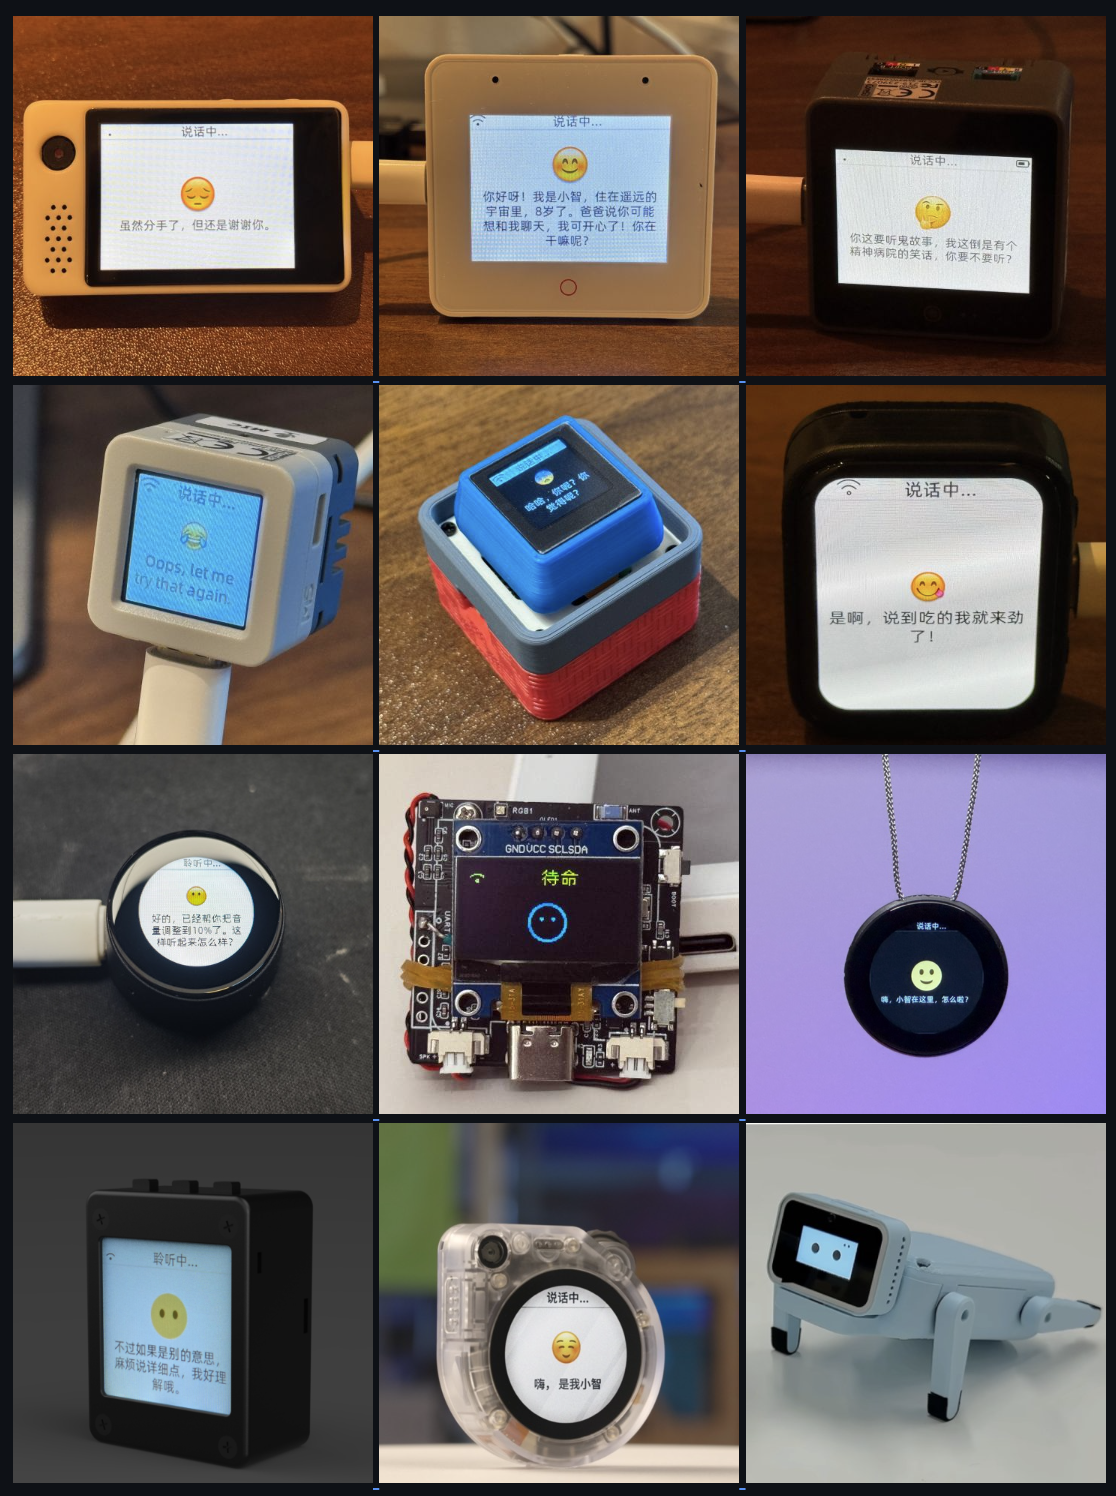 说话中...
虽然分手了，但还是谢谢你。
说话中...
你好呀！我是小智，住在遥远的
宇宙里，8岁了。爸爸说你可能
想和我聊天，我可开心了！你在
干嘛呢？
说话中...
你这要听鬼故事，我这倒是有个
精神病院的笑话，你要不要听？
MIC
说话中...
Oops, let me
try that again.
哈哈，你呢？你
觉得呢？
说话中...
是啊，说到吃的我就来劲
了！
聆听中...
好的，已经帮你把音
量调整到10%了。这
样听起来怎么样？
MIC
RGB1
ANT
GND VCC SCL SDA
待命
BOOT
UART
SPK
说话中...
嗨，小智在这里，怎么啦？
聆听中...
不过如果是别的意思，
麻烦说详细点，我好理
解哦。
说话中...
嗨，是我小智